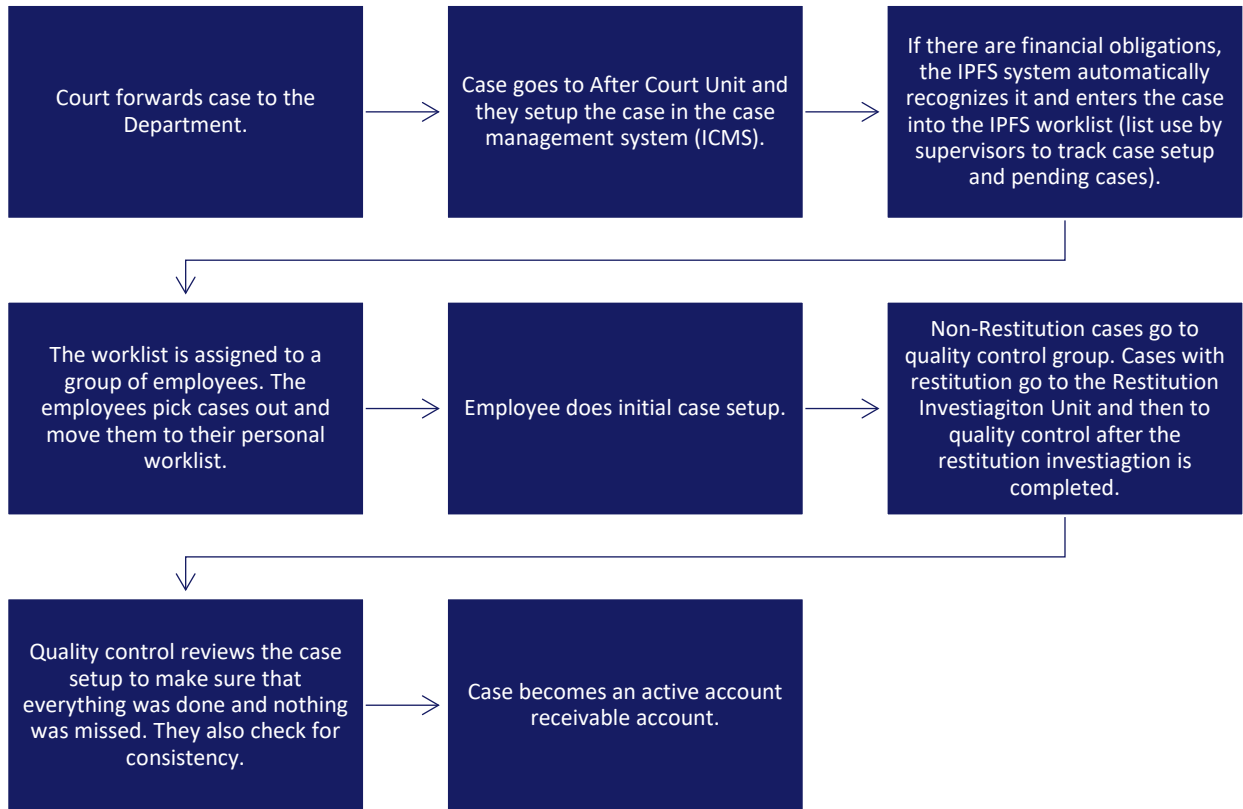 Court forwards case to the
Department.
Case goes to After Court Unit and
they setup the case in the case
management system (ICMS).
If there are financial obligations,
the IPFS system automatically
recognizes it and enters the case
into the IPFS worklist (list use by
supervisors to track case setup
and pending cases).
The worklist is assigned to a
group of employees. The
employees pick cases out and
move them to their personal
worklist.
Employee does initial case setup.
Non-Restitution cases go to
quality control group. Cases with
restitution go to the Restitution
Investiagiton Unit and then to
quality control after the
restitution investiagtion is
completed.
Quality control reviews the case
setup to make sure that
everything was done and nothing
was missed. They also check for
consistency.
Case becomes an active account
receivable account.